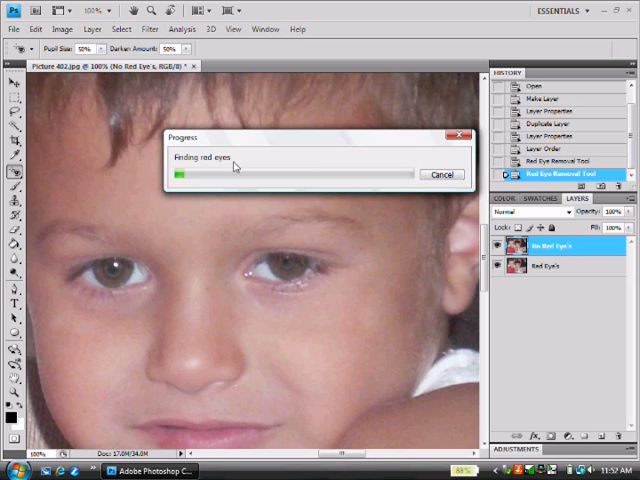 Ps
100%
ESSENTIALS
File Edit Image Layer Select Filter Analysis 3D View Window Help
Pupil Size: 50% Darken Amount: 50%
Picture 402.jpg @ 100% (No Red Eye's, RGB/8) *
Progress
Finding red eyes
Cancel
HISTORY
Open
Make Layer
Layer Properties
Duplicate Layer
Layer Properties
Layer Order
Red Eye Removal Tool
Red Eye Removal Tool
COLOR SWATCHES LAYERS
Normal Opacity: 100%
Lock: Fill: 100%
No Red Eye's
Red Eye's
100% Doc: 17.0M/34.0M
ADJUSTMENTS
Adobe Photoshop C...
88%
11:52 AM